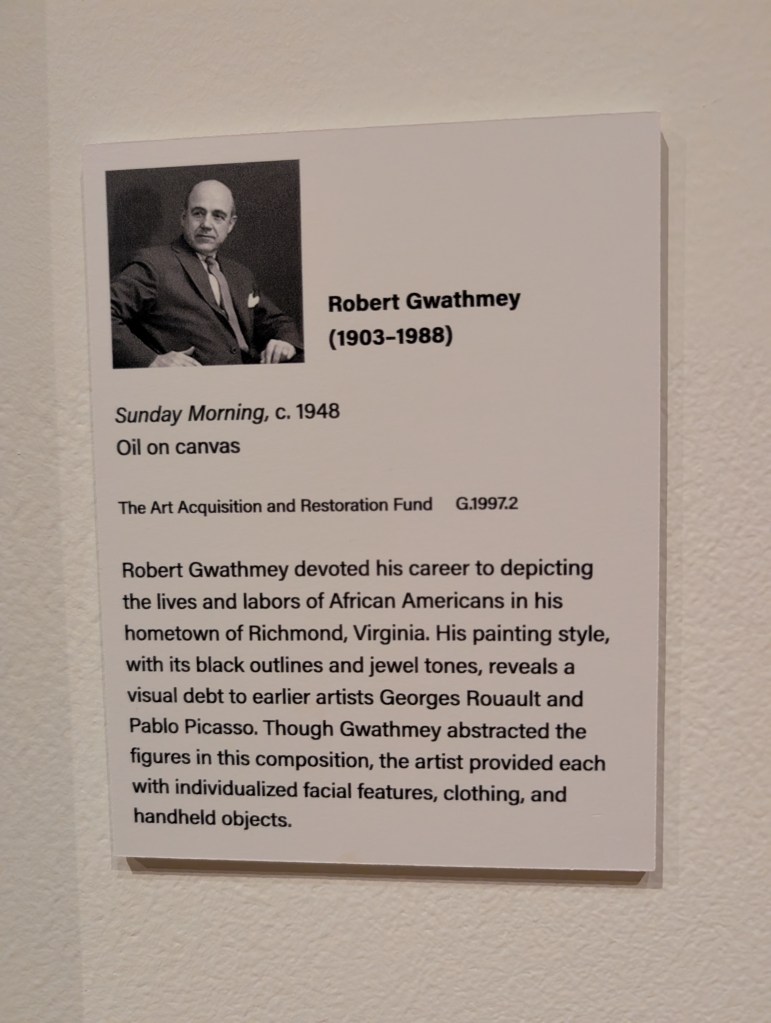 Robert Gwathmey
(1903–1988)
Sunday Morning, c. 1948
Oil on canvas
The Art Acquisition and Restoration Fund G.1997.2
Robert Gwathmey devoted his career to depicting
the lives and labors of African Americans in his
hometown of Richmond, Virginia. His painting style,
with its black outlines and jewel tones, reveals a
visual debt to earlier artists Georges Rouault and
Pablo Picasso. Though Gwathmey abstracted the
figures in this composition, the artist provided each
with individualized facial features, clothing, and
handheld objects.